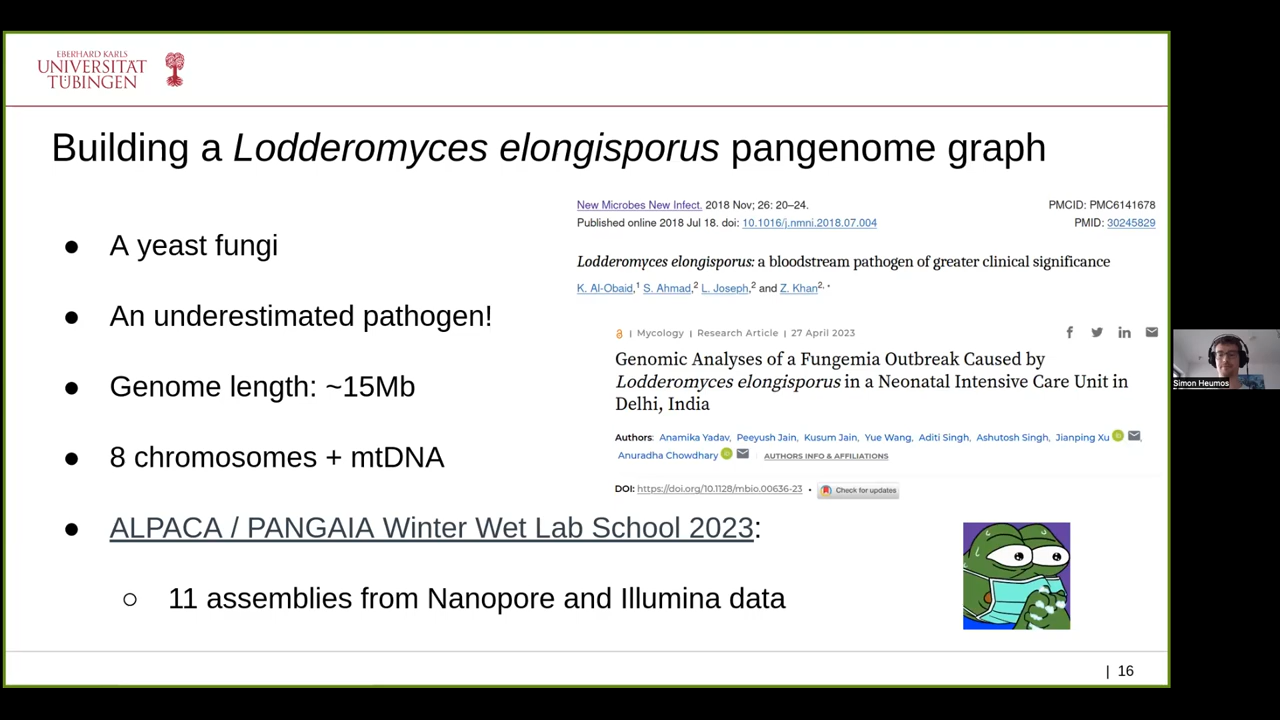 EBERHARD KARLS
UNIVERSITÄT
TÜBINGEN
Building a Lodderomyces elongisporus pangenome graph
● A yeast fungi
● An underestimated pathogen!
● Genome length: ~15Mb
● 8 chromosomes + mtDNA
● ALPACA / PANGAIA Winter Wet Lab School 2023:
○ 11 assemblies from Nanopore and Illumina data
New Microbes New Infect. 2018 Nov; 26: 20–24. PMCID: PMC6141678
Published online 2018 Jul 18. doi: 10.1016/j.nmni.2018.07.004 PMID: 30245829
Lodderomyces elongisporus: a bloodstream pathogen of greater clinical significance
K. Al-Obaid,1 S. Ahmad,2 L. Joseph,2 and Z. Khan2, *
| Mycology | Research Article | 27 April 2023
Genomic Analyses of a Fungemia Outbreak Caused by
Lodderomyces elongisporus in a Neonatal Intensive Care Unit in
Delhi, India
Authors: Anamika Yadav, Peeyush Jain, Kusum Jain, Yue Wang, Aditi Singh, Ashutosh Singh, Jianping Xu,
Anuradha Chowdhary AUTHORS INFO & AFFILIATIONS
DOI: https://doi.org/10.1128/mbio.00636-23 • Check for updates
| 16
Simon Heumos